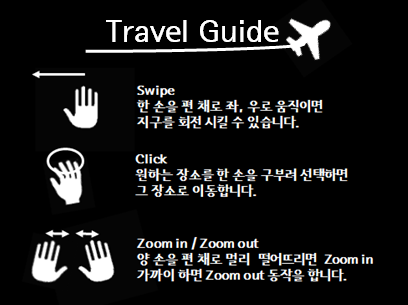 Travel Guide
Swipe
한 손을 편 채로 좌, 우로 움직이면
지구를 회전 시킬 수 있습니다.
Click
원하는 장소를 한 손을 구부려 선택하면
그 장소로 이동합니다.
Zoom in / Zoom out
양 손을 편 채로 멀리 떨어뜨리면 Zoom in
가까이 하면 Zoom out 동작을 합니다.